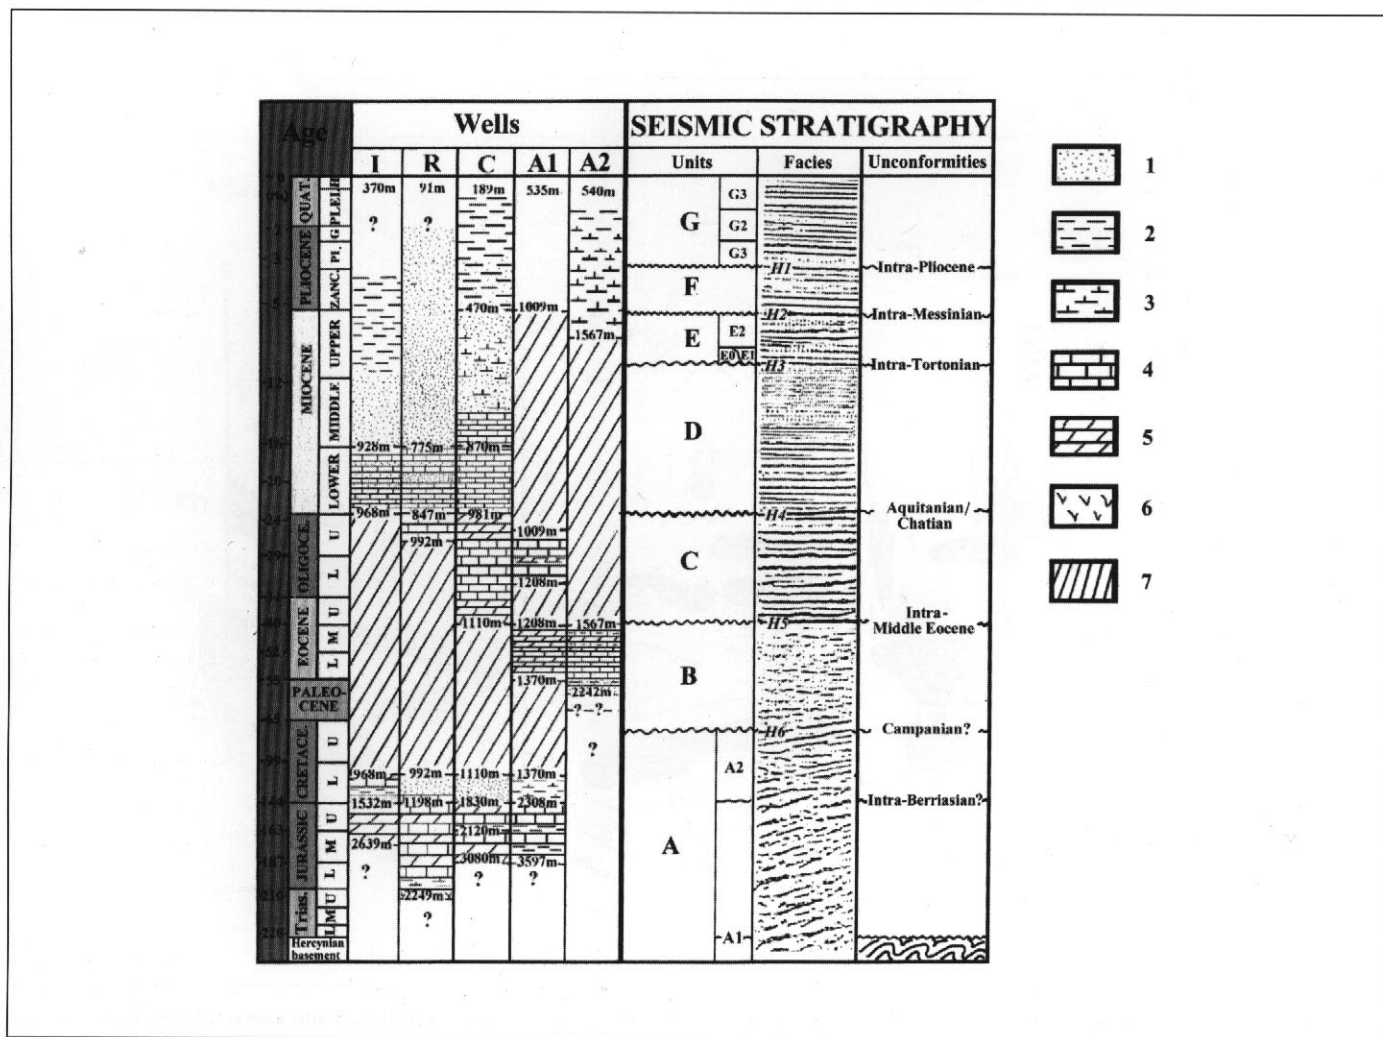 Age
Wells
SEISMIC STRATIGRAPHY
I R C A1 A2
Units Facies Unconformities
QUAT.
PLEI.
H
PLIOCENE
G
PI.
ZANC.
MIOCENE
UPPER
MIDDLE
LOWER
OLIGOCE.
U
L
EOCENE
U
M
L
PALEO-
CENE
CRETACE.
U
L
JURASSIC
U
M
L
Trias.
U
M
L
Hercynian
basement
370m 91m 189m 535m 540m
? ?
470m 1009m
1567m
928m 775m 870m
968m 847m 981m
992m 1009m
1208m
1110m 1208m 1567m
1370m
2242m
? ?
?
968m 992m 1110m 1370m
1532m 1198m 1830m 2308m
2120m
2639m 3080m 3597m
? ? ?
2249m
?
G
G3
G2
G3
H1 Intra-Pliocene
F
H2 Intra-Messinian
E
E2
E0 E1
H3 Intra-Tortonian
D
H4 Aquitanian/
Chatian
C
H5 Intra-
Middle Eocene
B
H6 Campanian?
A
A2
Intra-Berriasian?
A1
1
2
3
4
5
6
7